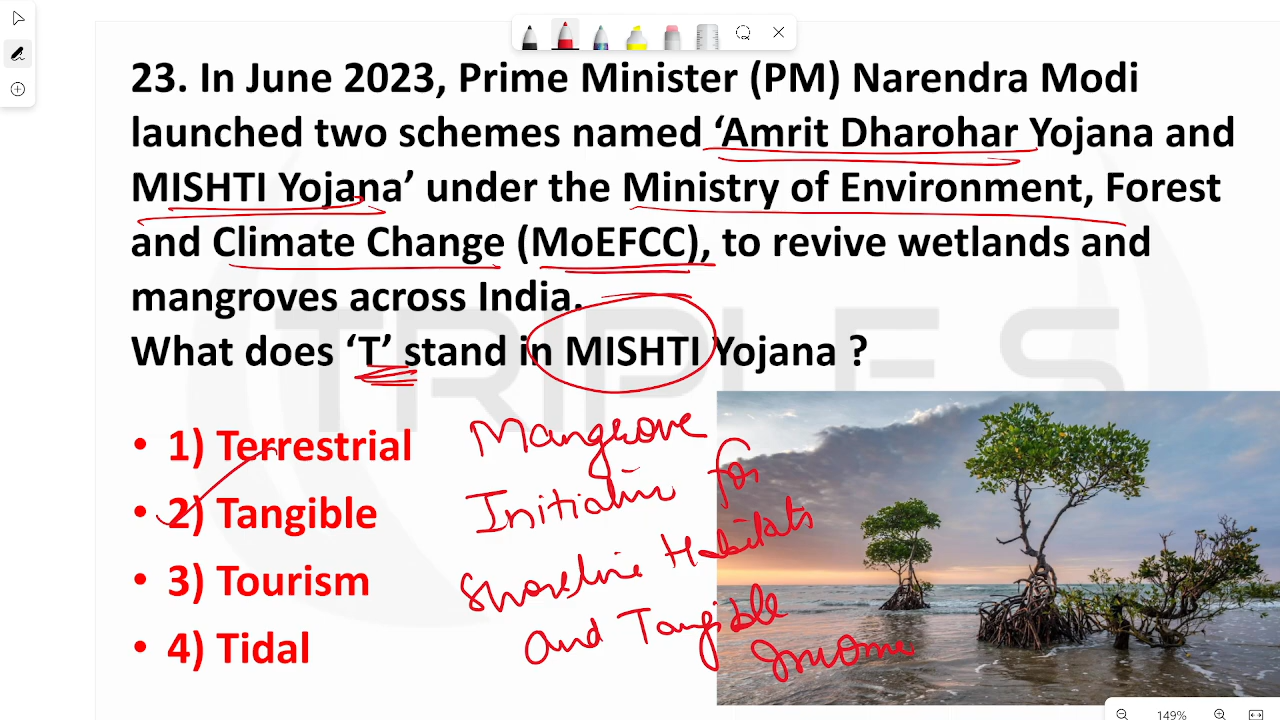 23. In June 2023, Prime Minister (PM) Narendra Modi
launched two schemes named ‘Amrit Dharohar Yojana and
MISHTI Yojana’ under the Ministry of Environment, Forest
and Climate Change (MoEFCC), to revive wetlands and
mangroves across India.
What does ‘T’ stand in MISHTI Yojana ?
TRIPLE S
• 1) Terrestrial
• 2) Tangible
• 3) Tourism
• 4) Tidal
Mangrove
Initiative for
Shoreline Habitats
and Tangible
Income
149%